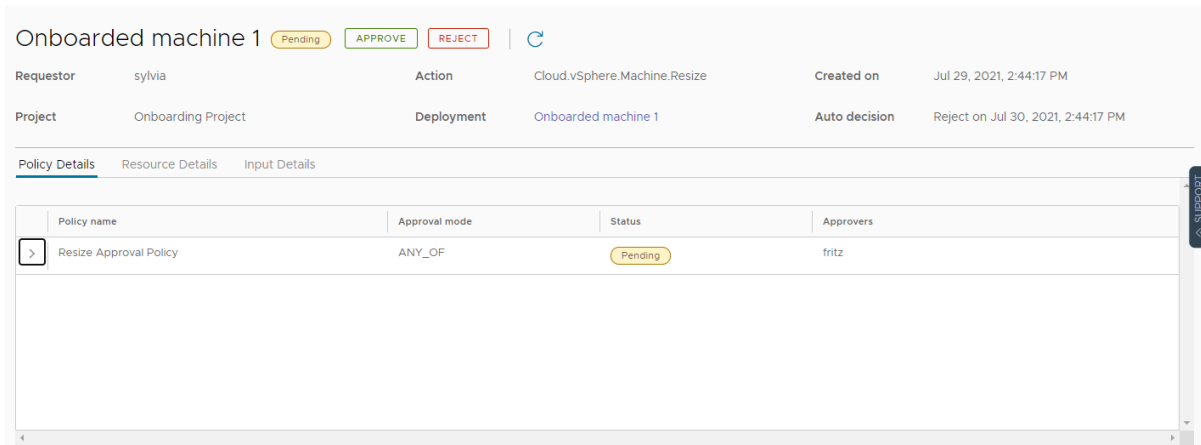 Onboarded machine 1 Pending APPROVE REJECT
Requestor sylvia Action Cloud.vSphere.Machine.Resize Created on Jul 29, 2021, 2:44:17 PM
Project Onboarding Project Deployment Onboarded machine 1 Auto decision Reject on Jul 30, 2021, 2:44:17 PM
Policy Details Resource Details Input Details
SUPPORT
Policy name Approval mode Status Approvers
Resize Approval Policy ANY_OF Pending fritz